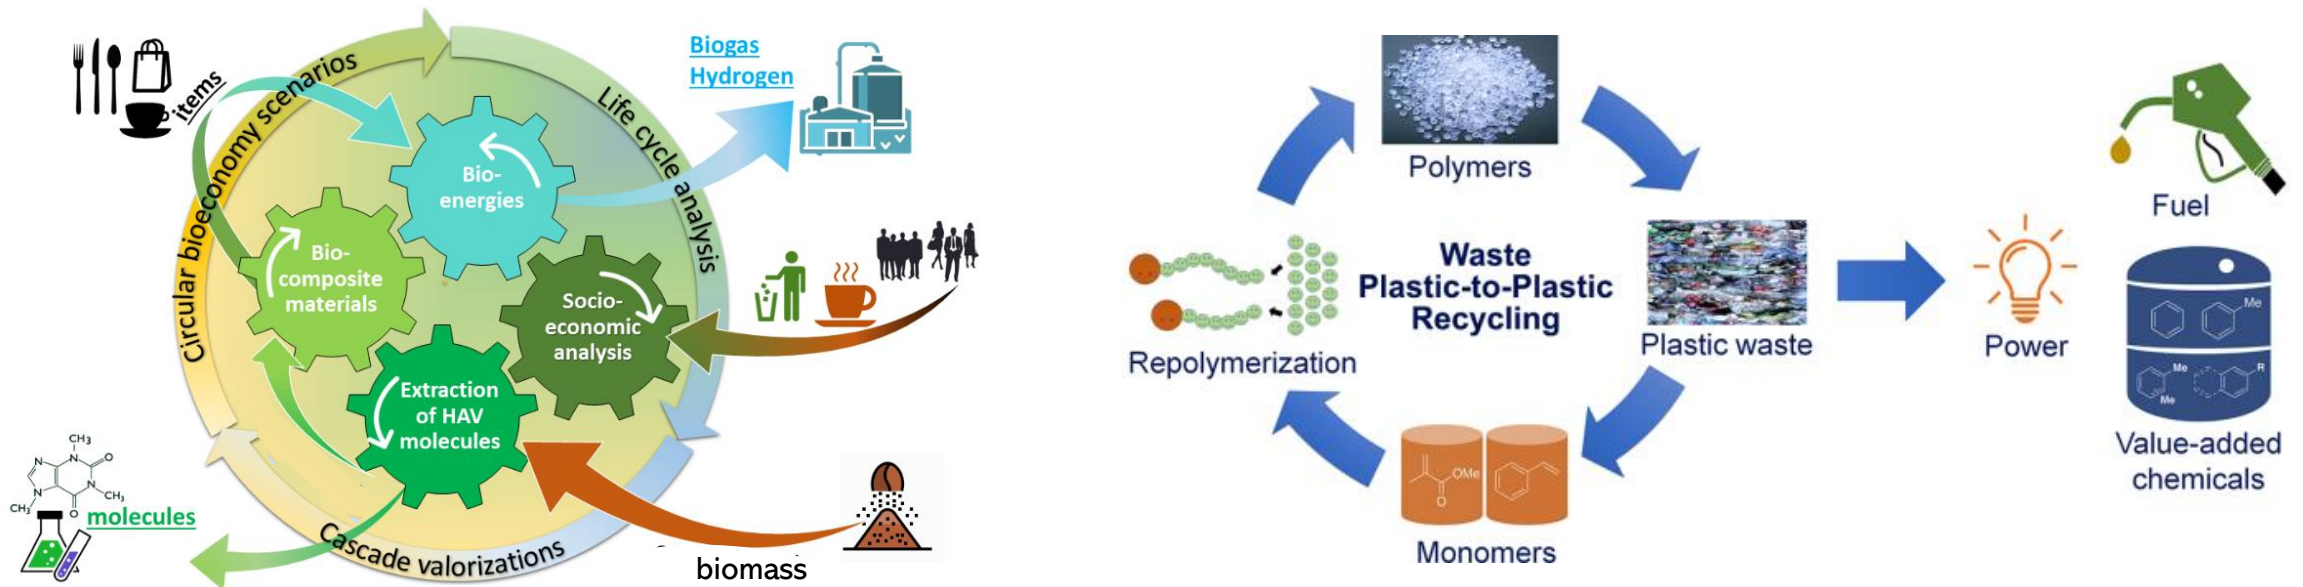 items
Circular bioeconomy scenarios
Life cycle analysis
Cascade valorizations
Biogas
Hydrogen
Bio-
energies
Bio-
composite
materials
Socio-
economic
analysis
Extraction
of HAV
molecules
CH₃
N
N
O
N
N
CH₃
CH₃
O
molecules
biomass
Polymers
Waste
Plastic-to-Plastic
Recycling
Repolymerization
Plastic waste
OMe
O
Monomers
Power
Fuel
Me
Me
Me
R
Value-added
chemicals